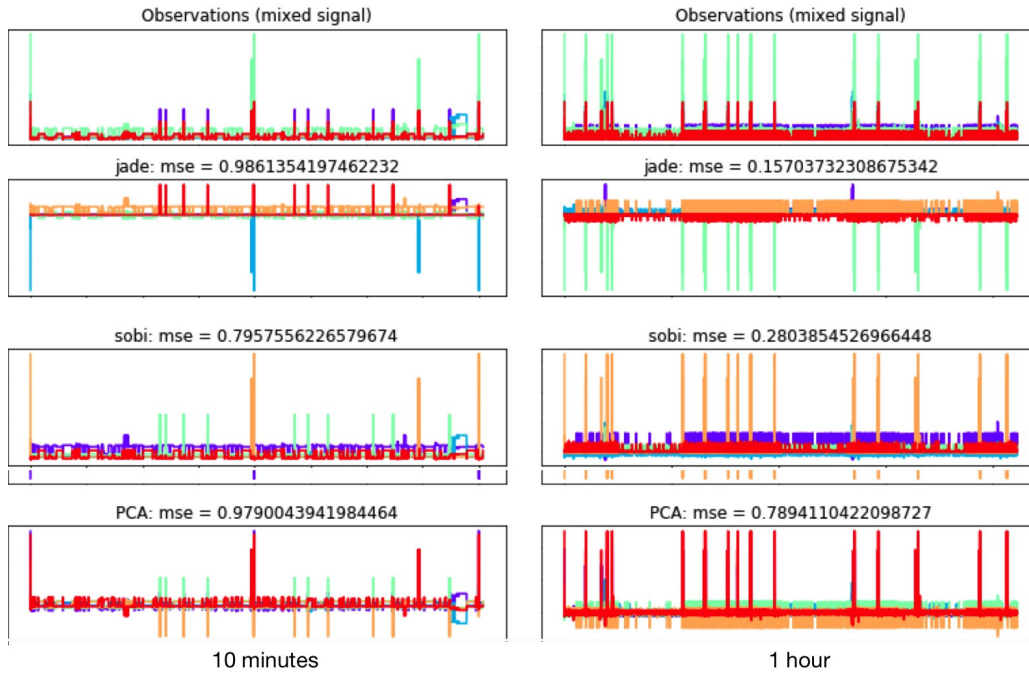 Observations (mixed signal)
jade: mse = 0.9861354197462232
sobi: mse = 0.7957556226579674
PCA: mse = 0.9790043941984464
10 minutes
Observations (mixed signal)
jade: mse = 0.15703732308675342
sobi: mse = 0.2803854526966448
PCA: mse = 0.7894110422098727
1 hour